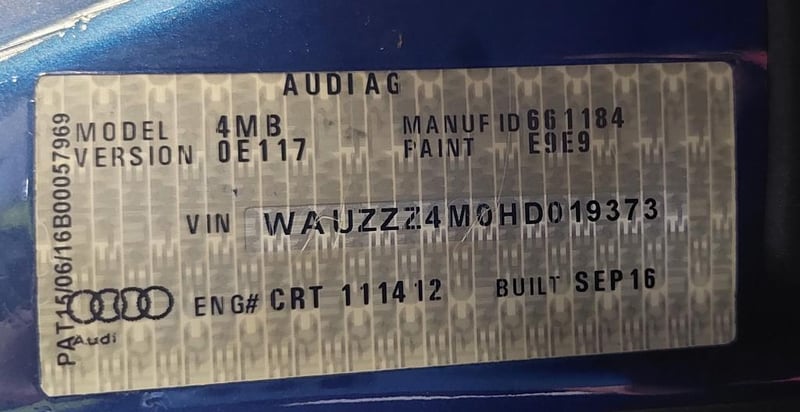 AUDI AG
MODEL 4MB MANUF ID 661184
VERSION 0E117 PAINT E9E9
VIN WAUZZZ4M0HD019373
ENG# CRT 111412 BUILT SEP16
Audi
PAT15/06/16B00057969